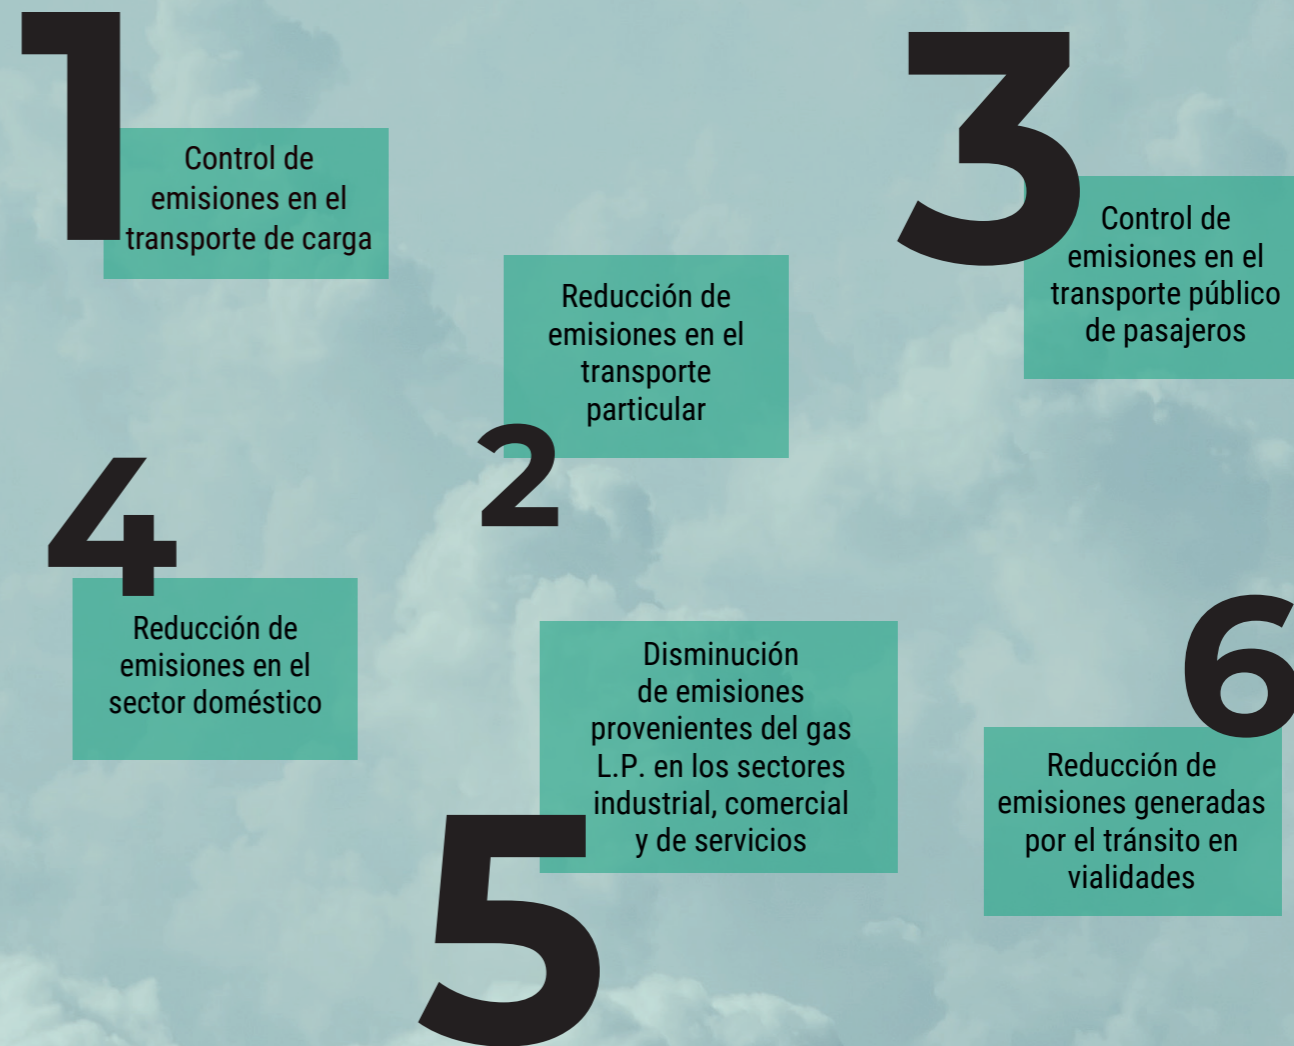 1
Control de
emisiones en el
transporte de carga
2
Reducción de
emisiones en el
transporte
particular
3
Control de
emisiones en el
transporte público
de pasajeros
4
Reducción de
emisiones en el
sector doméstico
5
Disminución
de emisiones
provenientes del gas
L.P. en los sectores
industrial, comercial
y de servicios
6
Reducción de
emisiones generadas
por el tránsito en
vialidades